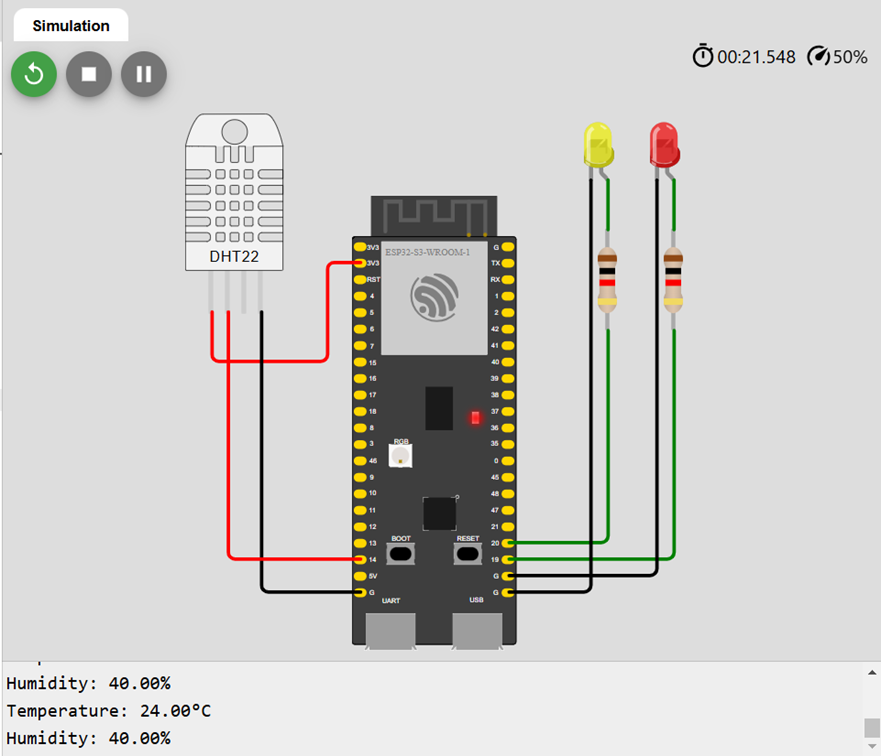 Simulation
00:21.548 50%
DHT22
ESP32-S3-WROOM-1
3V3 G
3V3 TX
RST RX
4 1
5 2
6 42
7 41
15 40
16 39
17 38
18 37
8 36
3 35
RGB
46 0
9 45
10 48
11 47
12 21
BOOT RESET
13 20
14 19
5V G
G G
UART USB
Humidity: 40.00%
Temperature: 24.00°C
Humidity: 40.00%